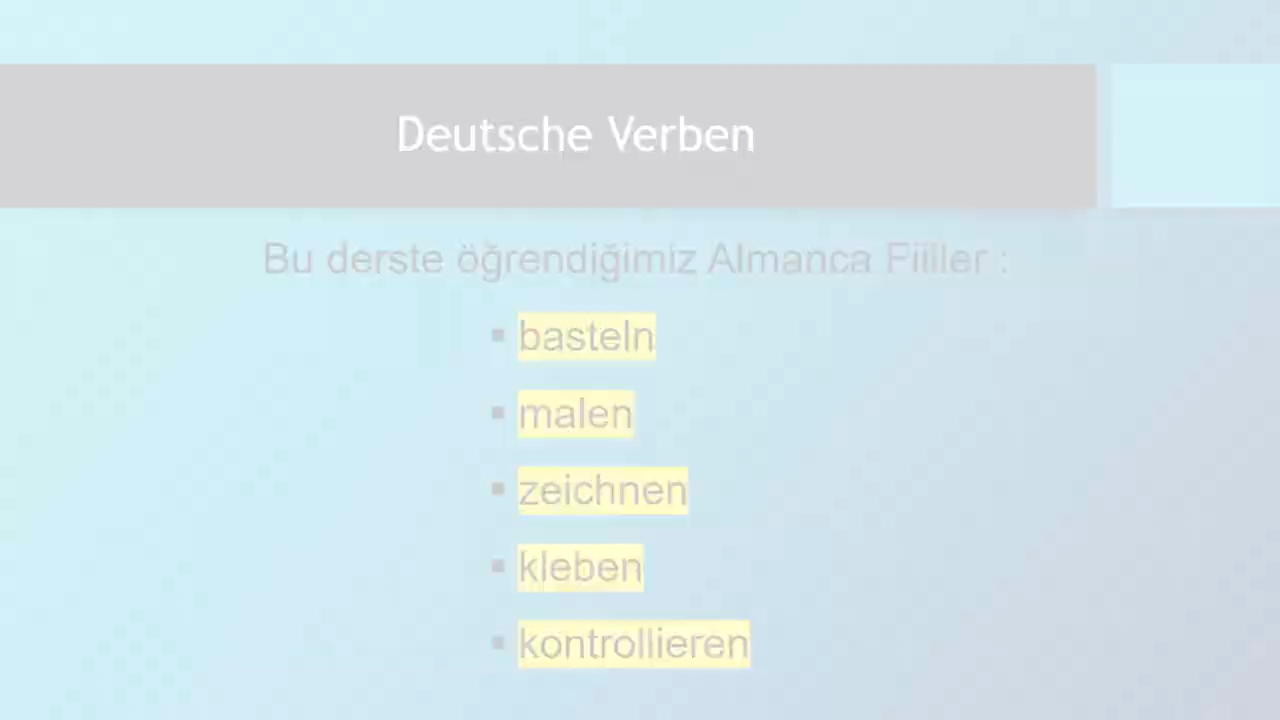 Deutsche Verben
Bu derste öğrendiğimiz Almanca Fiiller :
▪ basteln
▪ malen
▪ zeichnen
▪ kleben
▪ kontrollieren